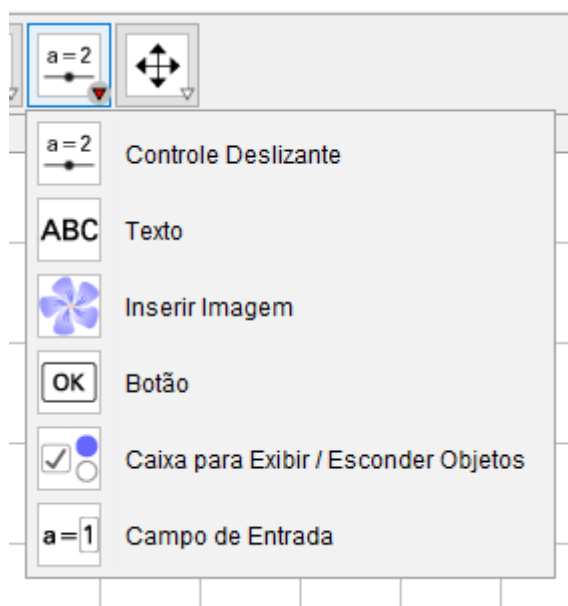 a=2
a=2
Controle Deslizante
ABC
Texto
Inserir Imagem
OK
Botão
Caixa para Exibir / Esconder Objetos
a=1
Campo de Entrada